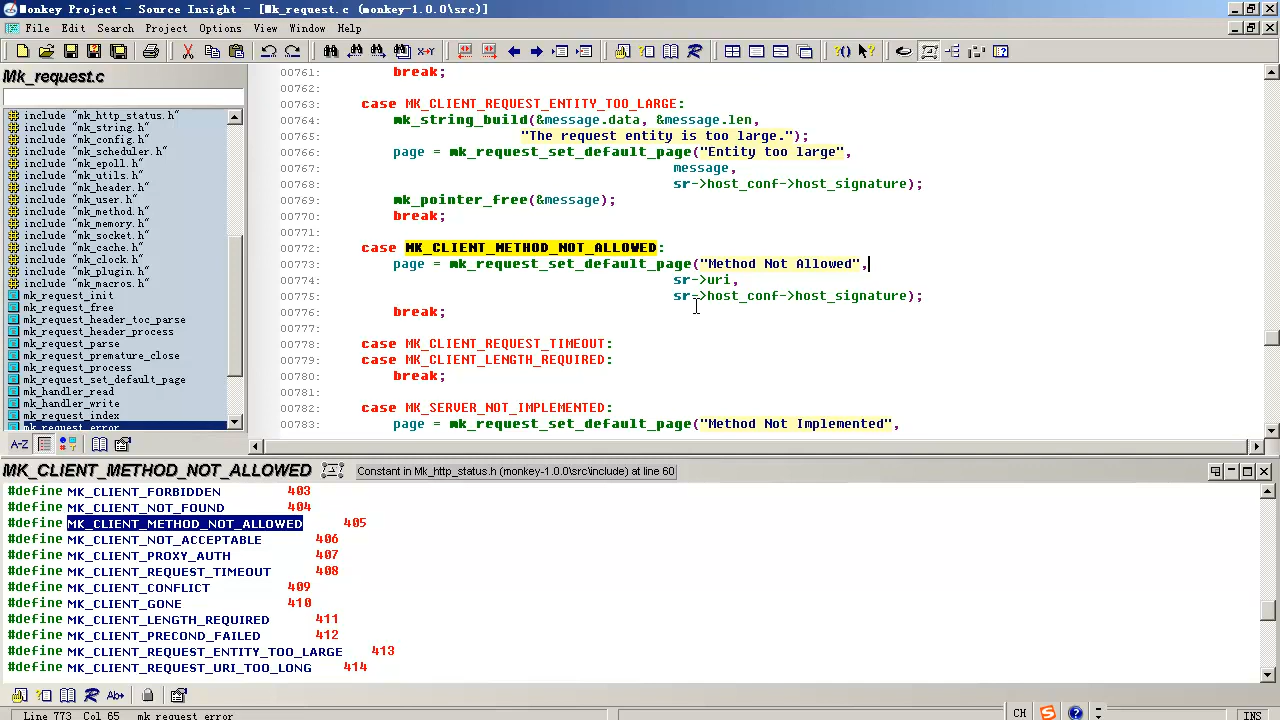 Monkey Project - Source Insight - [Mk_request.c (monkey-1.0.0\src)]
File Edit Search Project Options View Window Help
Mk_request.c
include "mk_http_status.h"
include "mk_string.h"
include "mk_config.h"
include "mk_scheduler.h"
include "mk_epoll.h"
include "mk_utils.h"
include "mk_header.h"
include "mk_user.h"
include "mk_method.h"
include "mk_memory.h"
include "mk_socket.h"
include "mk_cache.h"
include "mk_clock.h"
include "mk_plugin.h"
include "mk_macros.h"
mk_request_init
mk_request_free
mk_request_header_toc_parse
mk_request_header_process
mk_request_parse
mk_request_premature_close
mk_request_process
mk_request_set_default_page
mk_handler_read
mk_handler_write
mk_request_index
mk_request_error
A-Z
00761: break;
00762:
00763: case MK_CLIENT_REQUEST_ENTITY_TOO_LARGE:
00764: mk_string_build(&message.data, &message.len,
00765: "The request entity is too large.");
00766: page = mk_request_set_default_page("Entity too large",
00767: message,
00768: sr->host_conf->host_signature);
00769: mk_pointer_free(&message);
00770: break;
00771:
00772: case MK_CLIENT_METHOD_NOT_ALLOWED:
00773: page = mk_request_set_default_page("Method Not Allowed",
00774: sr->uri,
00775: sr->host_conf->host_signature);
00776: break;
00777:
00778: case MK_CLIENT_REQUEST_TIMEOUT:
00779: case MK_CLIENT_LENGTH_REQUIRED:
00780: break;
00781:
00782: case MK_SERVER_NOT_IMPLEMENTED:
00783: page = mk_request_set_default_page("Method Not Implemented",
MK_CLIENT_METHOD_NOT_ALLOWED Constant in Mk_http_status.h (monkey-1.0.0\src\include) at line 60
#define MK_CLIENT_FORBIDDEN 403
#define MK_CLIENT_NOT_FOUND 404
#define MK_CLIENT_METHOD_NOT_ALLOWED 405
#define MK_CLIENT_NOT_ACCEPTABLE 406
#define MK_CLIENT_PROXY_AUTH 407
#define MK_CLIENT_REQUEST_TIMEOUT 408
#define MK_CLIENT_CONFLICT 409
#define MK_CLIENT_GONE 410
#define MK_CLIENT_LENGTH_REQUIRED 411
#define MK_CLIENT_PRECOND_FAILED 412
#define MK_CLIENT_REQUEST_ENTITY_TOO_LARGE 413
#define MK_CLIENT_REQUEST_URI_TOO_LONG 414
Line 773 Col 65 mk_request_error CH INS